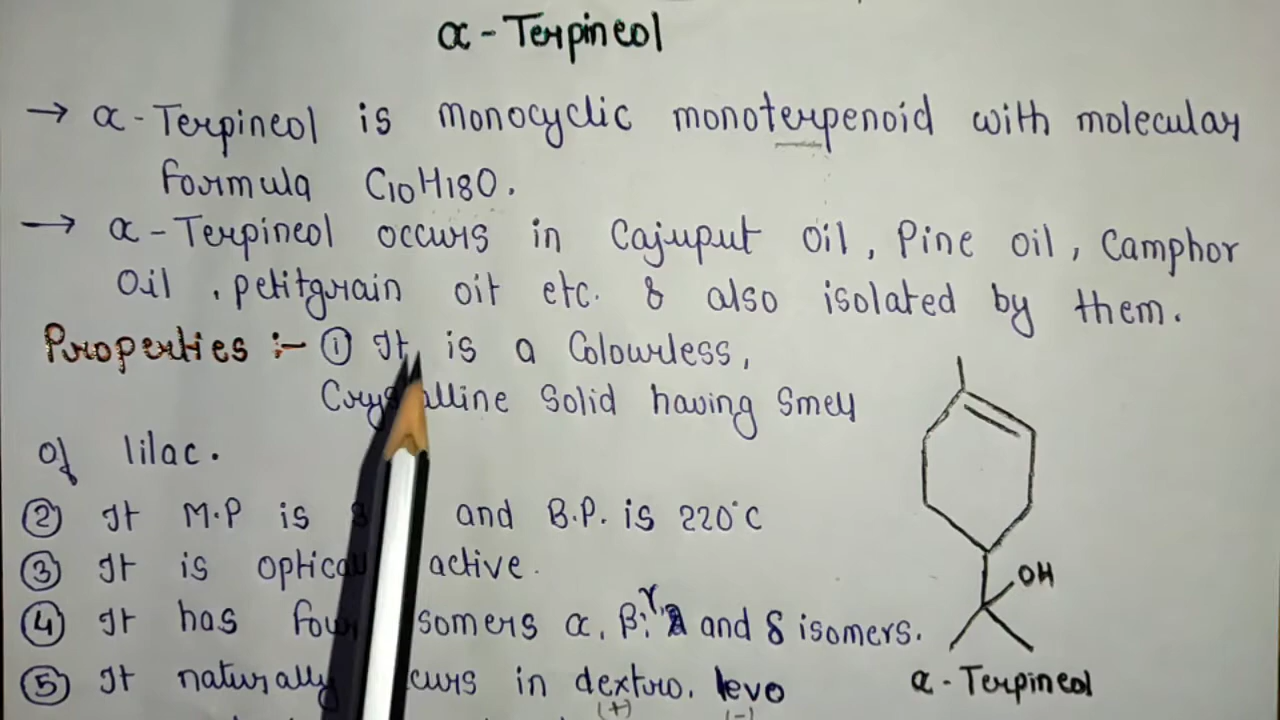 α - Terpineol
→ α - Terpineol is monocyclic monoterpenoid with molecular
formula C10H18O.
→ α - Terpineol occurs in Cajuput oil, Pine oil, Camphor
Oil, petitgrain oil etc. & also isolated by them.
Properties :- ① It is a Colourless,
Crystalline Solid having Smell
of lilac.
② It M.P is and B.P. is 220°C
③ It is active.
④ It has four isomers α, β, γ, and δ isomers.
OH
⑤ It naturally occurs in dextro, levo
α - Terpineol
(+) (-)